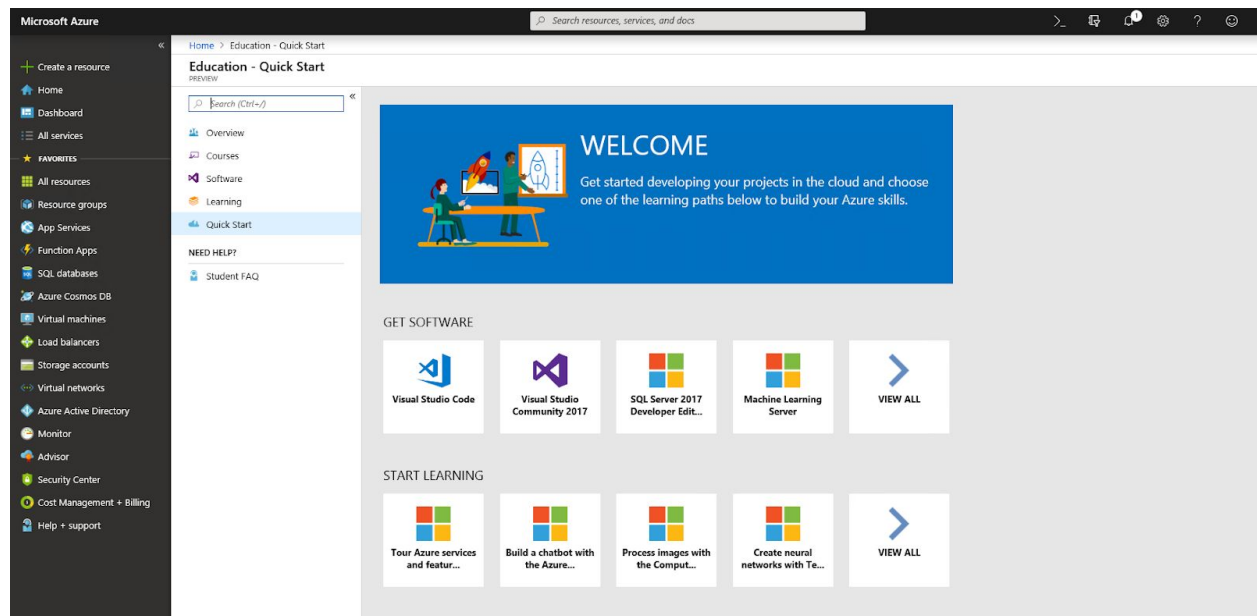 Microsoft Azure
Search resources, services, and docs
1
Create a resource
Home
Dashboard
All services
FAVORITES
All resources
Resource groups
App Services
Function Apps
SQL databases
Azure Cosmos DB
Virtual machines
Load balancers
Storage accounts
Virtual networks
Azure Active Directory
Monitor
Advisor
Security Center
Cost Management + Billing
Help + support
Home > Education - Quick Start
Education - Quick Start
PREVIEW
Search (Ctrl+/)
Overview
Courses
Software
Learning
Quick Start
NEED HELP?
Student FAQ
WELCOME
Get started developing your projects in the cloud and choose
one of the learning paths below to build your Azure skills.
GET SOFTWARE
Visual Studio Code
Visual Studio
Community 2017
SQL Server 2017
Developer Edit...
Machine Learning
Server
VIEW ALL
START LEARNING
Tour Azure services
and featur...
Build a chatbot with
the Azure...
Process images with
the Comput...
Create neural
networks with Te...
VIEW ALL